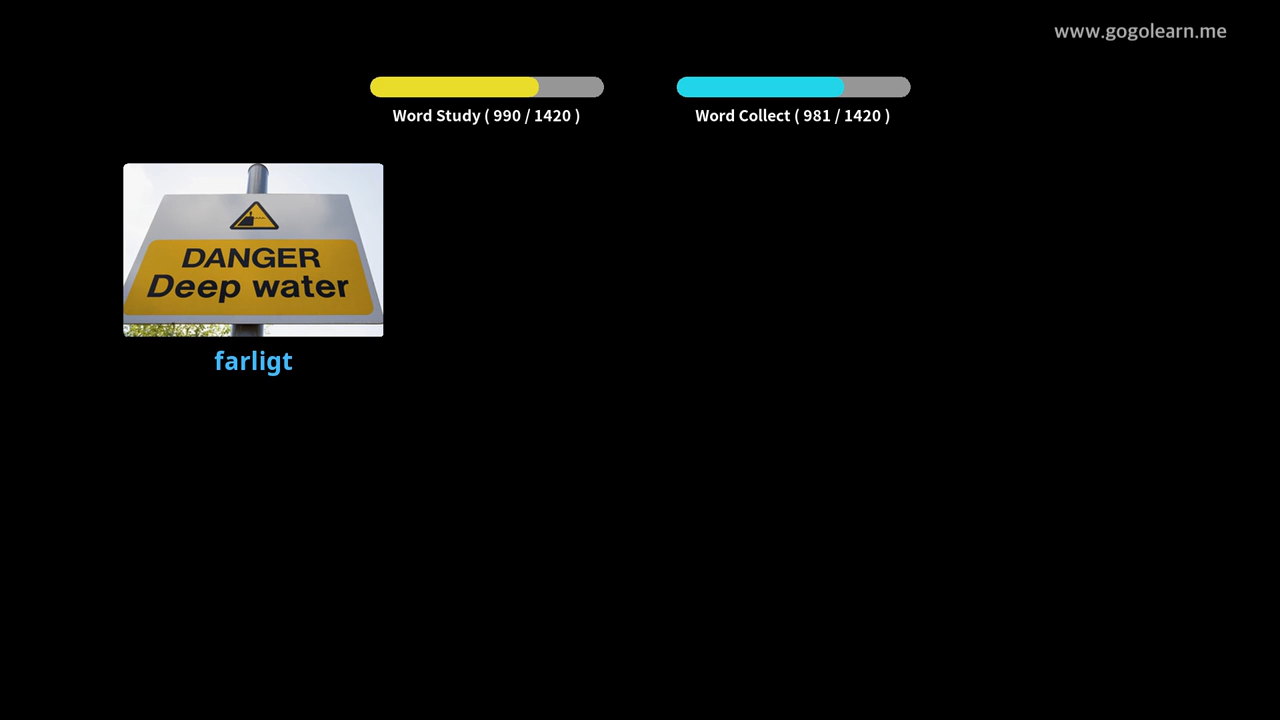 www.gogolearn.me
Word Study ( 990 / 1420 )
Word Collect ( 981 / 1420 )
DANGER
Deep water
farligt